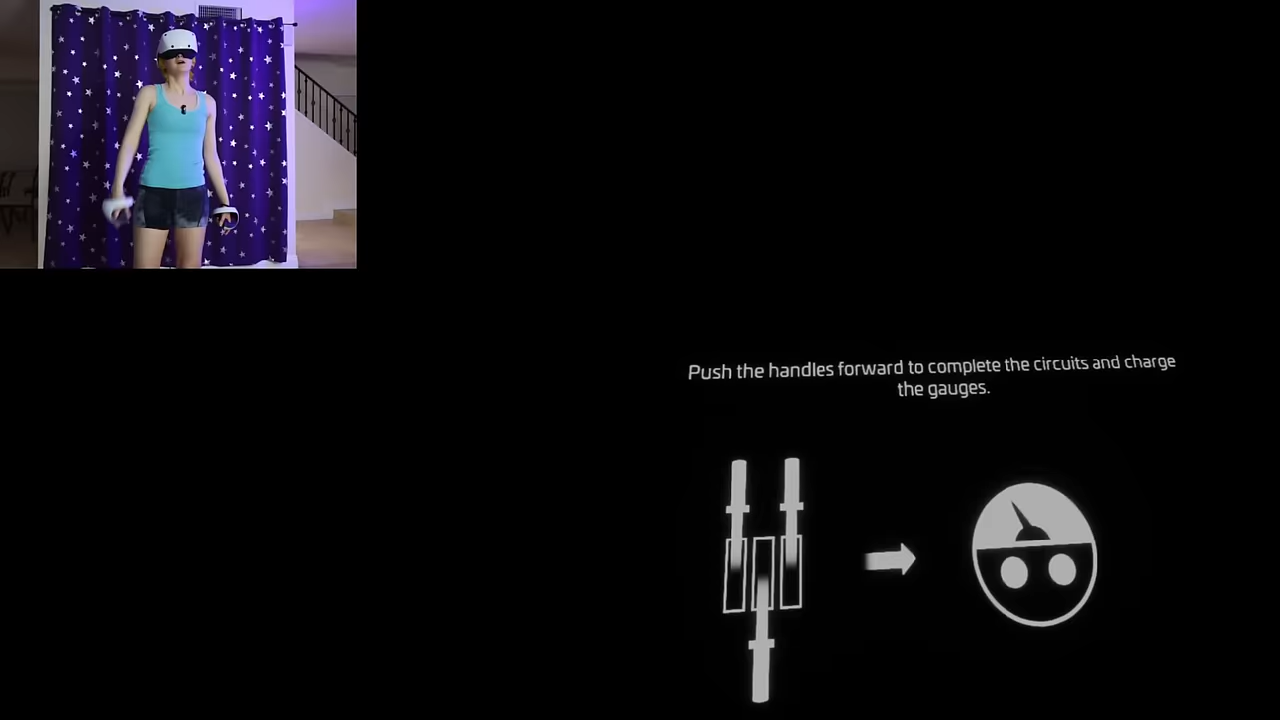 Push the handles forward to complete the circuits and charge
the gauges.